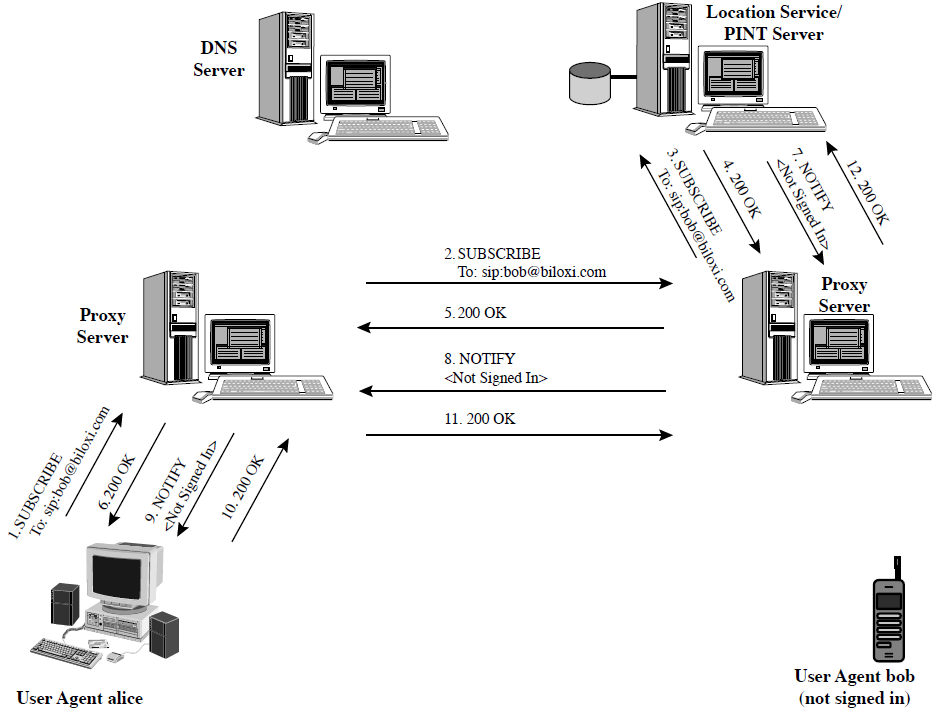 DNS
Server
Location Service/
PINT Server
3. SUBSCRIBE
To: sip:bob@biloxi.com
4. 200 OK
7. NOTIFY
<Not Signed In>
12. 200 OK
2. SUBSCRIBE
To: sip:bob@biloxi.com
Proxy
Server
Proxy
Server
5. 200 OK
8. NOTIFY
<Not Signed In>
11. 200 OK
1. SUBSCRIBE
To: sip:bob@biloxi.com
6. 200 OK
9. NOTIFY
<Not Signed In>
10. 200 OK
User Agent alice
User Agent bob
(not signed in)